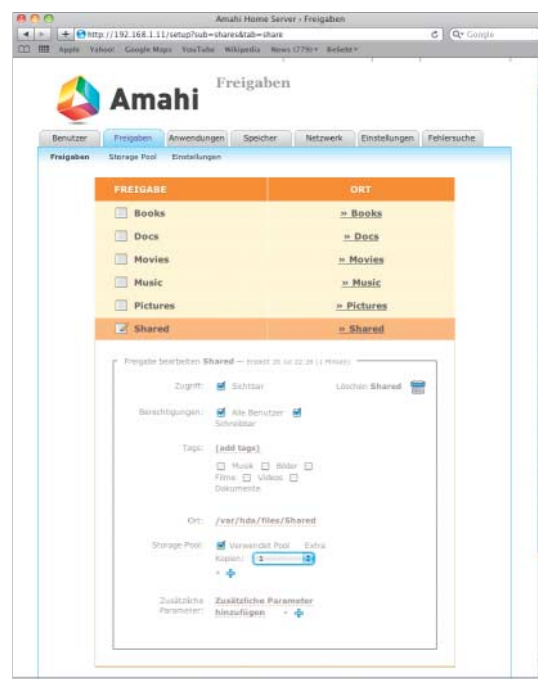 Amahi Home Server › Freigaben
http://192.168.1.11/setup?sub=shares&tab=share
Google
Apple Yahoo! Google Maps YouTube Wikipedia News (779) Beliebt
Freigaben
Amahi
Benutzer Freigaben Anwendungen Speicher Netzwerk Einstellungen Fehlersuche
Freigaben Storage Pool Einstellungen
FREIGABE ORT
Books » Books
Docs » Docs
Movies » Movies
Music » Music
Pictures » Pictures
Shared » Shared
Freigabe bearbeiten Shared —
Zugriff: Sichtbar Löschen Shared
Berechtigungen: Alle Benutzer
Schreibbar
Tags: (add tags)
Musik Bilder
Filme Videos
Dokumente
Ort: /var/hda/files/Shared
Storage Pool: Verwendet Pool Extra
Kopien:
Zusätzliche Zusätzliche Parameter
Parameter: hinzufügen